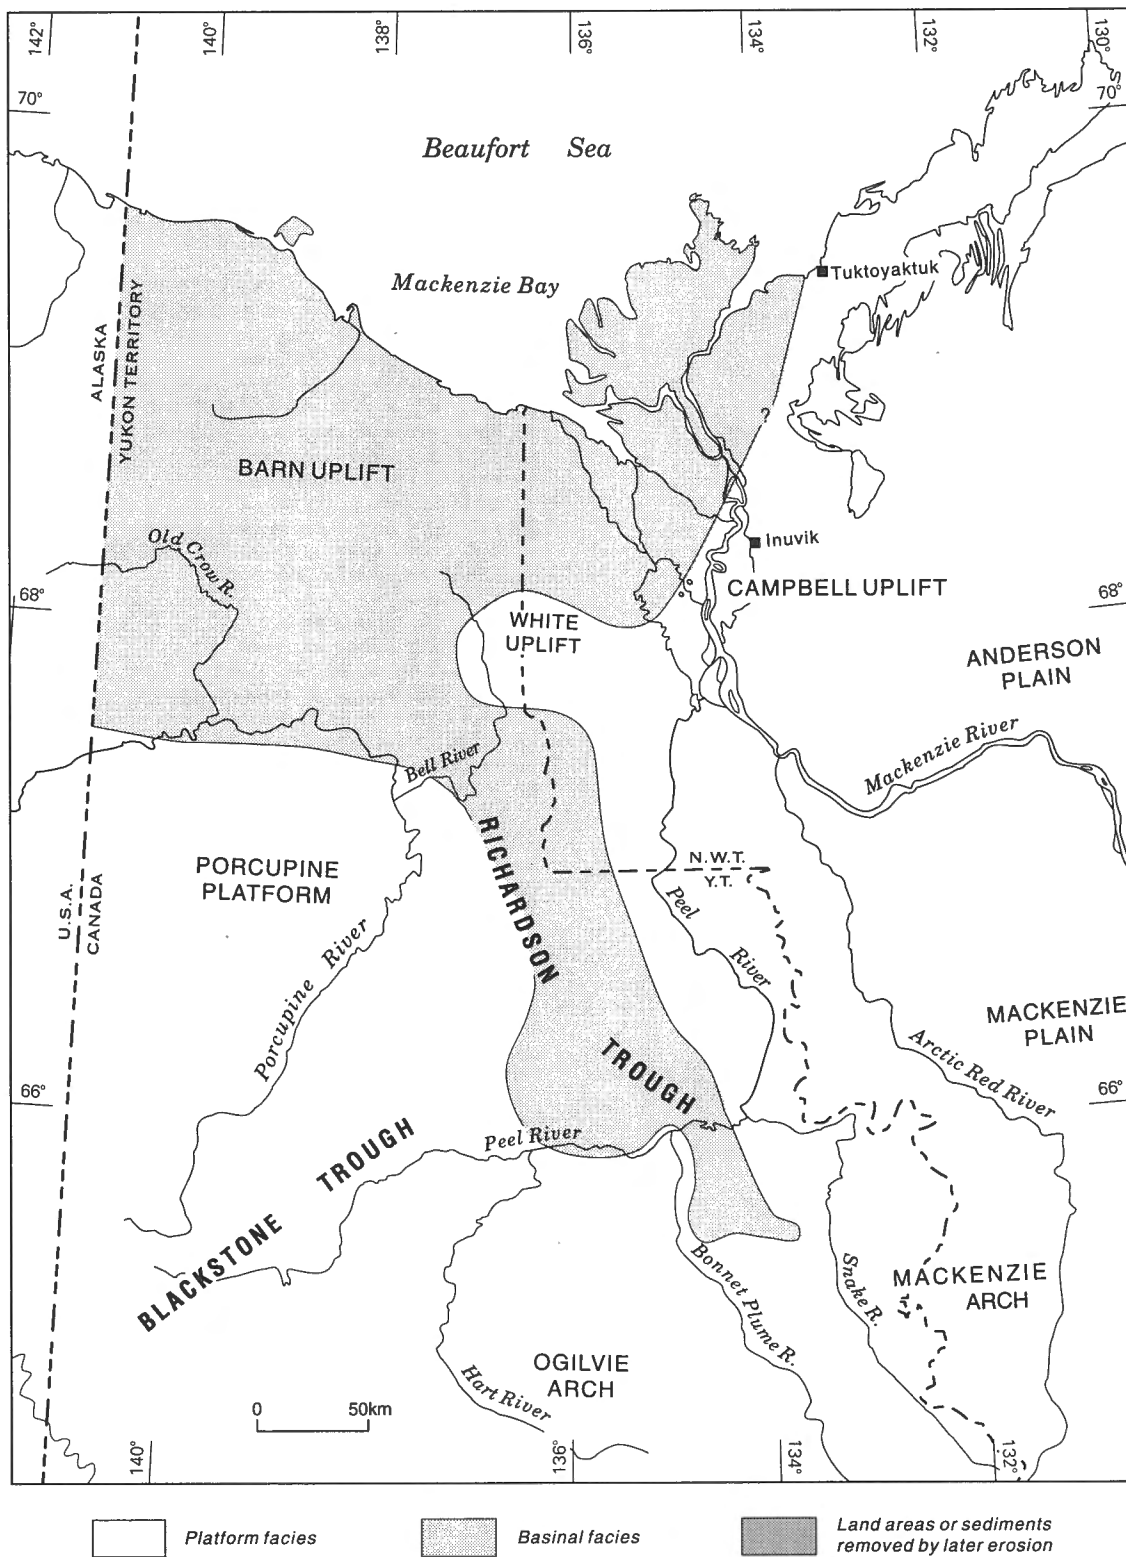 142°
140°
138°
136°
134°
132°
130°
70°
70°
Beaufort Sea
Mackenzie Bay
Tuktoyaktuk
ALASKA
YUKON TERRITORY
?
BARN UPLIFT
Old Crow R.
Inuvik
CAMPBELL UPLIFT
68°
68°
WHITE
UPLIFT
ANDERSON
PLAIN
Mackenzie River
Bell River
RICHARDSON
TROUGH
PORCUPINE
PLATFORM
N.W.T.
Y.T.
Peel
River
U.S.A.
CANADA
Porcupine River
MACKENZIE
PLAIN
Arctic Red River
66°
66°
Peel River
BLACKSTONE
TROUGH
Bonnet Plume R.
Snake R.
MACKENZIE
ARCH
OGILVIE
ARCH
Hart River
0 50km
140°
136°
134°
132°
Platform facies
Basinal facies
Land areas or sediments
removed by later erosion